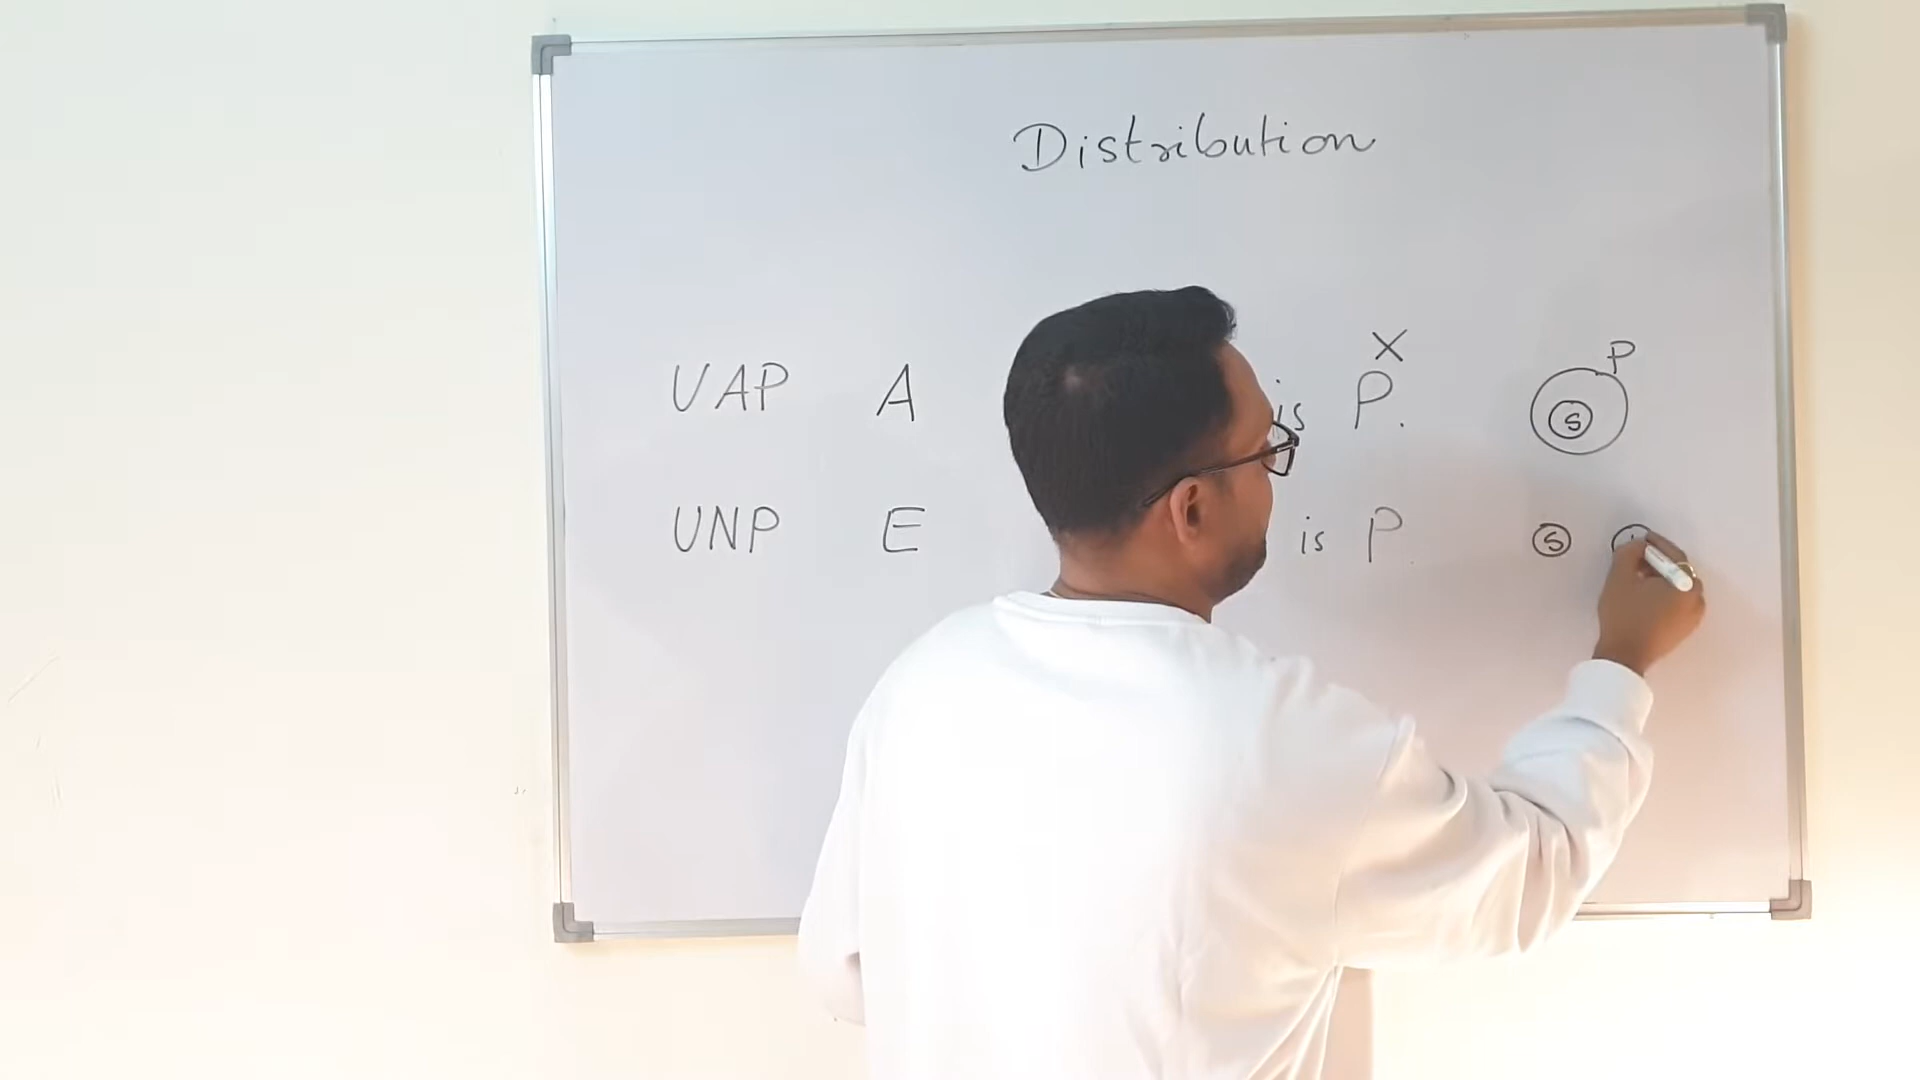 Distribution
X
UAP A is P. P
S
UNP E is P. S